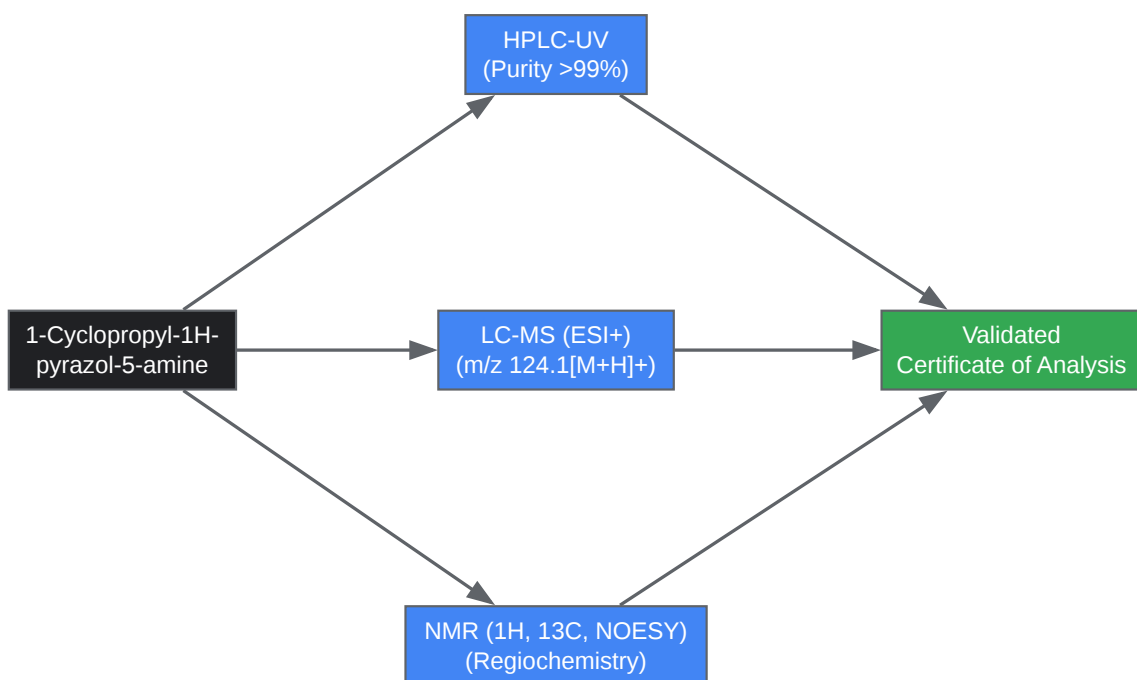 HPLC-UV
(Purity >99%)
1-Cyclopropyl-1H-
pyrazol-5-amine
LC-MS (ESI+)
(m/z 124.1[M+H]+)
Validated
Certificate of Analysis
NMR (1H, 13C, NOESY)
(Regiochemistry)